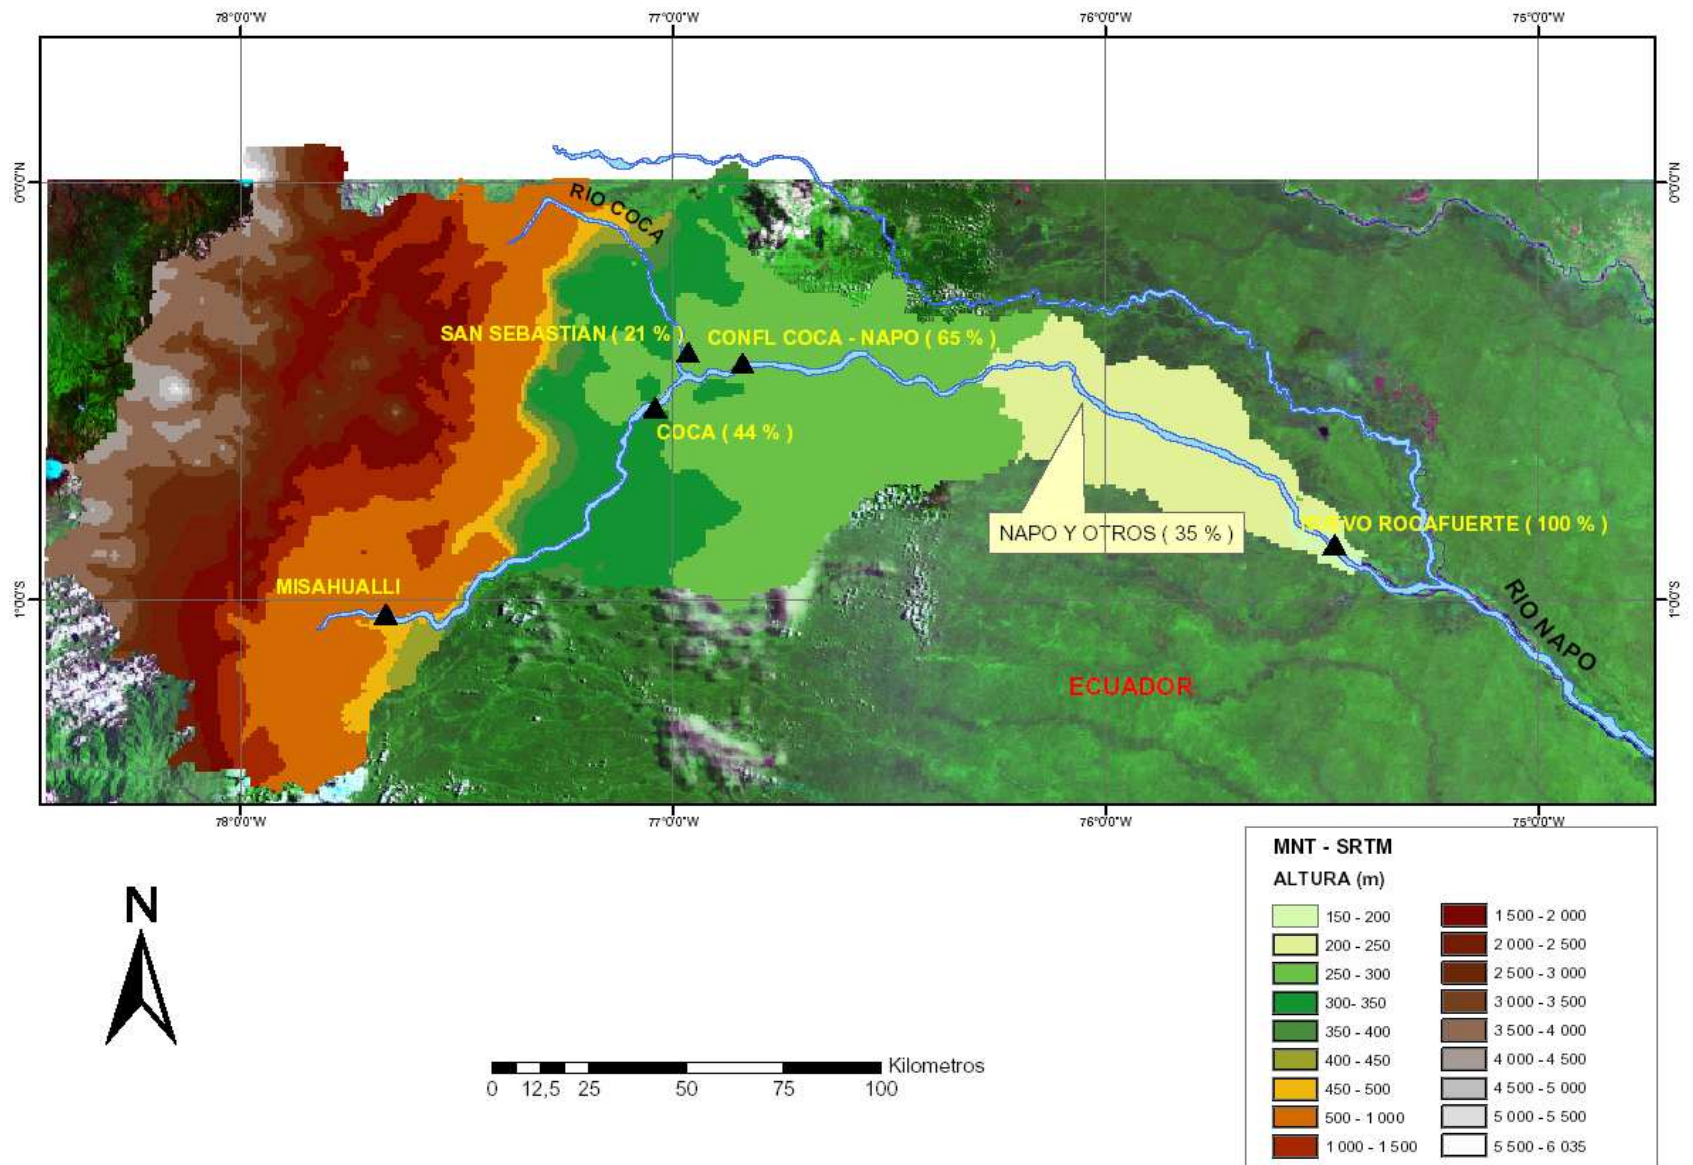 78°0'0"W 77°0'0"W 76°0'0"W 75°0'0"W
0°0'0"N 0°0'0"N
RIO COCA
SAN SEBASTIAN ( 21 % ) CONFL COCA - NAPO ( 65 % )
COCA ( 44 % )
NAPO Y OTROS ( 35 % )
ROCAFUERTE ( 100 % )
MISAHUALLI
1°0'0"S 1°0'0"S
RIO NAPO
ECUADOR
78°0'0"W 77°0'0"W 76°0'0"W 75°0'0"W
N
Kilometros
0 12,5 25 50 75 100
MNT - SRTM
ALTURA (m)
150 - 200 1 500 - 2 000
200 - 250 2 000 - 2 500
250 - 300 2 500 - 3 000
300- 350 3 000 - 3 500
350 - 400 3 500 - 4 000
400 - 450 4 000 - 4 500
450 - 500 4 500 - 5 000
500 - 1 000 5 000 - 5 500
1 000 - 1 500 5 500 - 6 035